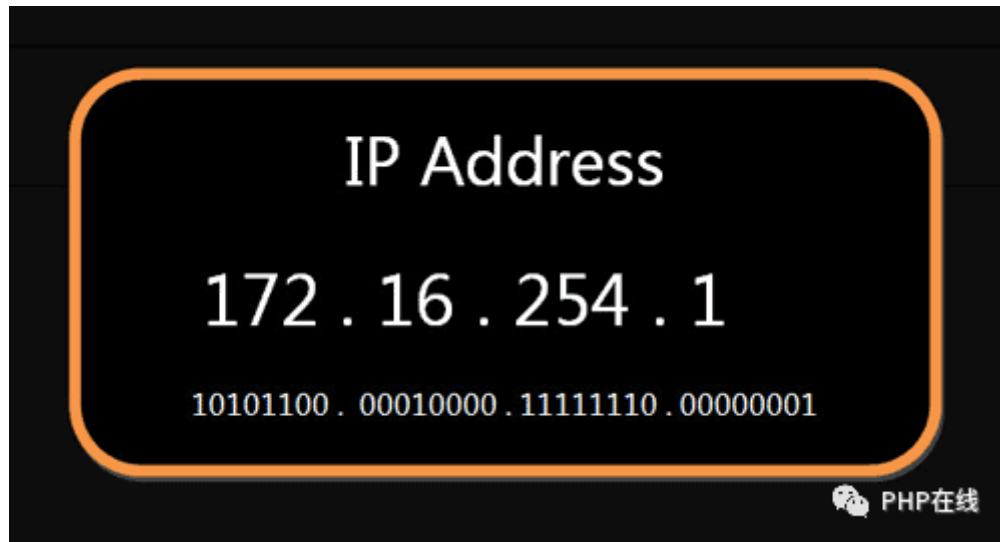 IP Address
172 . 16 . 254 . 1
10101100 . 00010000 . 11111110 . 00000001
PHP在线